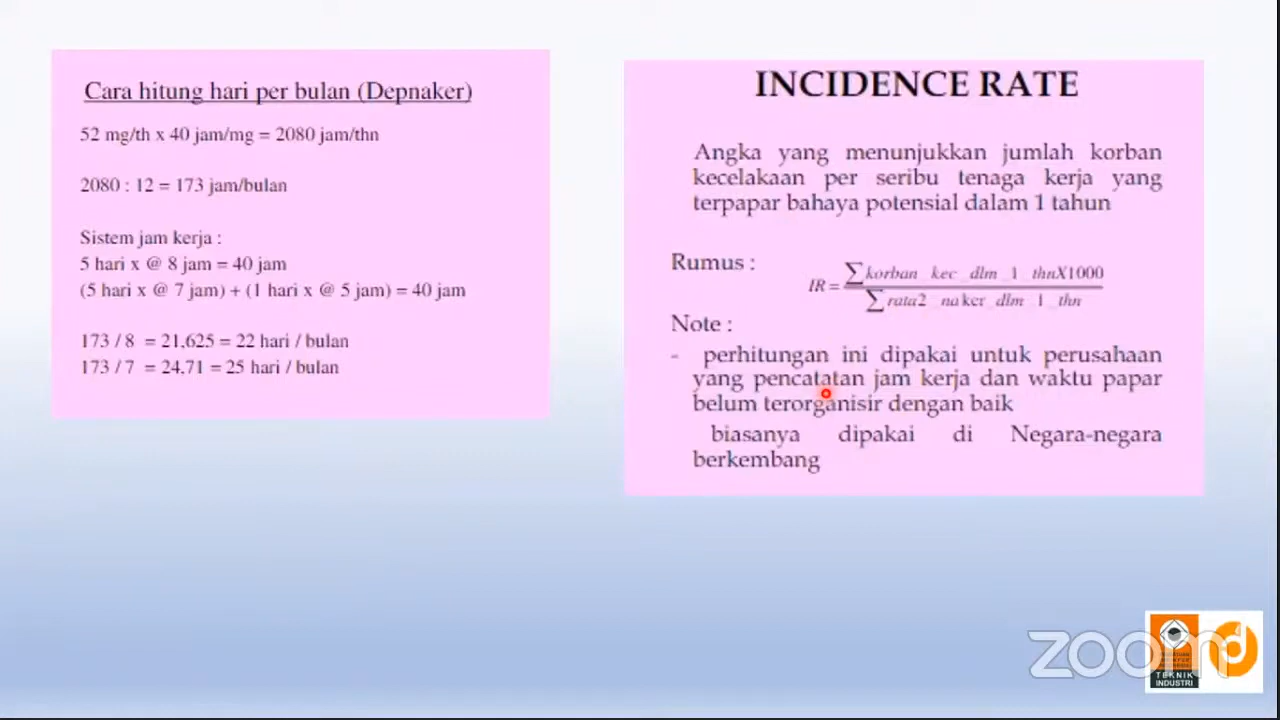 Cara hitung hari per bulan (Depnaker)
52 mg/th x 40 jam/mg = 2080 jam/thn
2080 : 12 = 173 jam/bulan
Sistem jam kerja :
5 hari x @ 8 jam = 40 jam
(5 hari x @ 7 jam) + (1 hari x @ 5 jam) = 40 jam
173 / 8 = 21,625 = 22 hari / bulan
173 / 7 = 24,71 = 25 hari / bulan
INCIDENCE RATE
Angka yang menunjukkan jumlah korban
kecelakaan per seribu tenaga kerja yang
terpapar bahaya potensial dalam 1 tahun
Rumus :
IR = ∑ korban_kec_dlm_1_thnX1000
∑ rata2_naker_dlm_1_thn
Note :
- perhitungan ini dipakai untuk perusahaan
yang pencatatan jam kerja dan waktu papar
belum terorganisir dengan baik
biasanya dipakai di Negara-negara
berkembang
zoom
TEKNIK
INDUSTRI